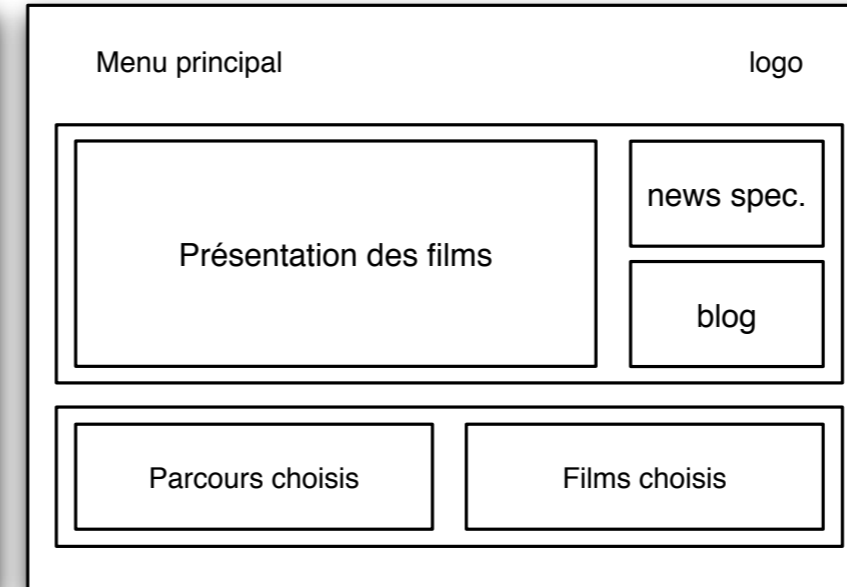 Menu principal
logo
Présentation des films
news spec.
blog
Parcours choisis
Films choisis